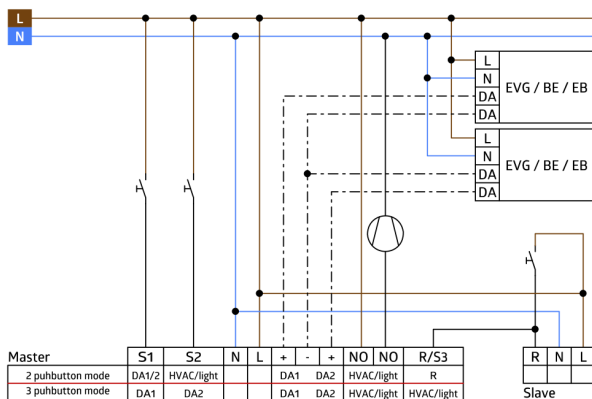 L
N
L
N
DA
DA
EVG / BE / EB
L
N
DA
DA
EVG / BE / EB
Master S1 S2 N L + - + NO NO R/S3
2 puhbutton mode DA1/2 HVAC/light DA1 DA2 HVAC/light R
3 puhbutton mode DA1 DA2 DA1 DA2 HVAC/light HVAC/light
R N L
Slave